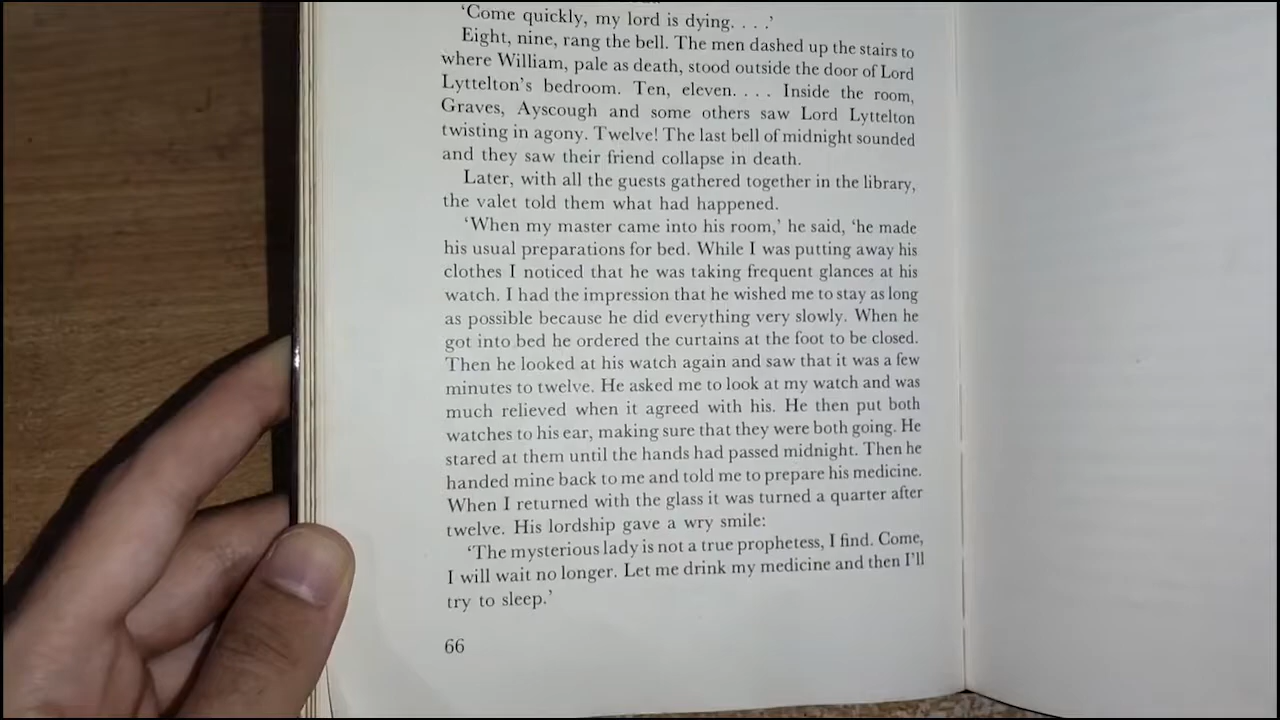 ‘Come quickly, my lord is dying. . . .’
Eight, nine, rang the bell. The men dashed up the stairs to
where William, pale as death, stood outside the door of Lord
Lyttelton’s bedroom. Ten, eleven. . . . Inside the room,
Graves, Ayscough and some others saw Lord Lyttelton
twisting in agony. Twelve! The last bell of midnight sounded
and they saw their friend collapse in death.
Later, with all the guests gathered together in the library,
the valet told them what had happened.
‘When my master came into his room,’ he said, ‘he made
his usual preparations for bed. While I was putting away his
clothes I noticed that he was taking frequent glances at his
watch. I had the impression that he wished me to stay as long
as possible because he did everything very slowly. When he
got into bed he ordered the curtains at the foot to be closed.
Then he looked at his watch again and saw that it was a few
minutes to twelve. He asked me to look at my watch and was
much relieved when it agreed with his. He then put both
watches to his ear, making sure that they were both going. He
stared at them until the hands had passed midnight. Then he
handed mine back to me and told me to prepare his medicine.
When I returned with the glass it was turned a quarter after
twelve. His lordship gave a wry smile:
‘The mysterious lady is not a true prophetess, I find. Come,
I will wait no longer. Let me drink my medicine and then I’ll
try to sleep.’
66